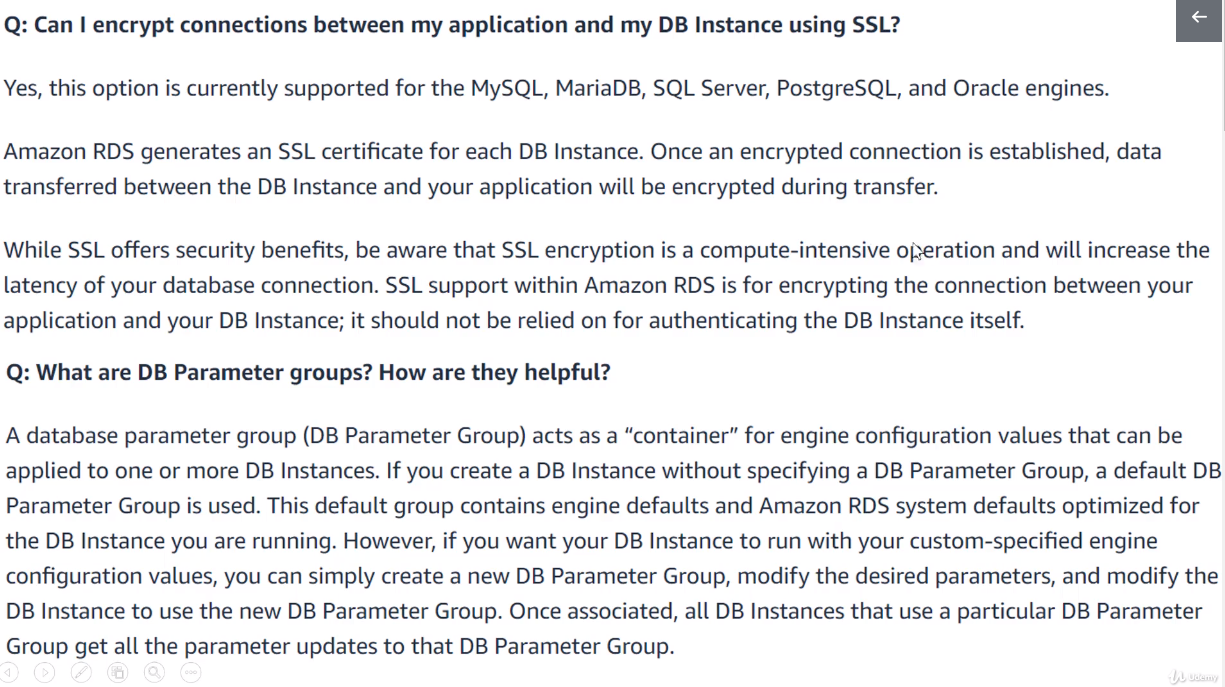 Q: Can I encrypt connections between my application and my DB Instance using SSL?
Yes, this option is currently supported for the MySQL, MariaDB, SQL Server, PostgreSQL, and Oracle engines.
Amazon RDS generates an SSL certificate for each DB Instance. Once an encrypted connection is established, data
transferred between the DB Instance and your application will be encrypted during transfer.
While SSL offers security benefits, be aware that SSL encryption is a compute-intensive operation and will increase the
latency of your database connection. SSL support within Amazon RDS is for encrypting the connection between your
application and your DB Instance; it should not be relied on for authenticating the DB Instance itself.
Q: What are DB Parameter groups? How are they helpful?
A database parameter group (DB Parameter Group) acts as a “container” for engine configuration values that can be
applied to one or more DB Instances. If you create a DB Instance without specifying a DB Parameter Group, a default DB
Parameter Group is used. This default group contains engine defaults and Amazon RDS system defaults optimized for
the DB Instance you are running. However, if you want your DB Instance to run with your custom-specified engine
configuration values, you can simply create a new DB Parameter Group, modify the desired parameters, and modify the
DB Instance to use the new DB Parameter Group. Once associated, all DB Instances that use a particular DB Parameter
Group get all the parameter updates to that DB Parameter Group.
Udemy